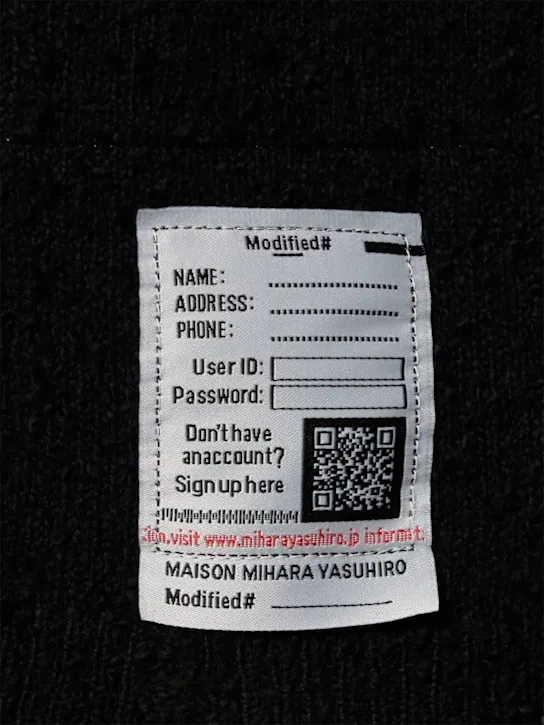 Modified#
NAME:
ADDRESS:
PHONE:
User ID:
Password:
Don't have
anaccount?
Sign up here
visit www.miharayasuhiro.jp informat
MAISON MIHARA YASUHIRO
Modified#